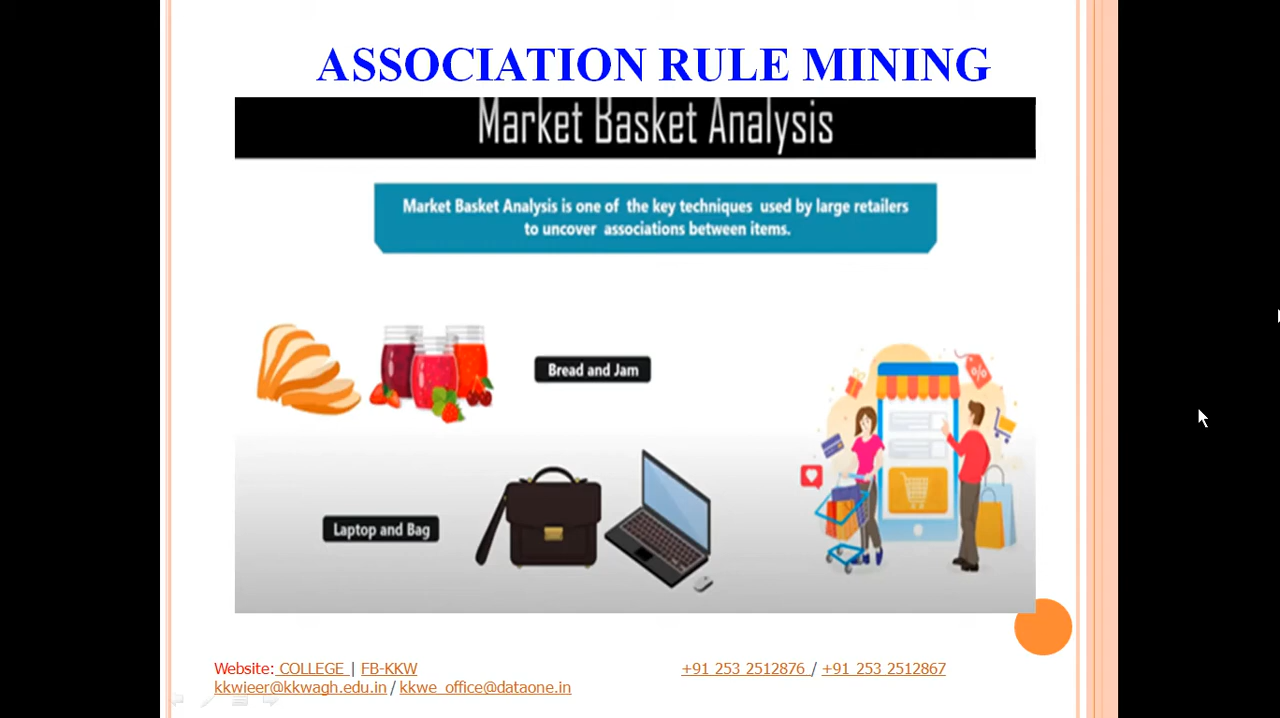 ASSOCIATION RULE MINING
Market Basket Analysis
Market Basket Analysis is one of the key techniques used by large retailers
to uncover associations between items.
Bread and Jam
%
Laptop and Bag
Website: COLLEGE | FB-KKW
kkwieer@kkwagh.edu.in / kkwe_office@dataone.in
+91 253 2512876 / +91 253 2512867